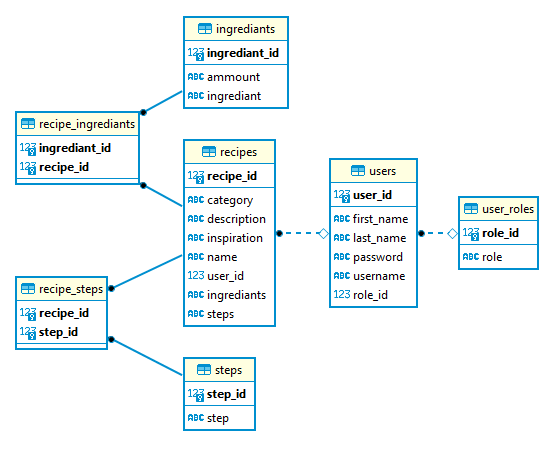 ingrediants
123 ingrediant_id
ABC ammount
ABC ingrediant
recipe_ingrediants
123 ingrediant_id
123 recipe_id
recipes
123 recipe_id
ABC category
ABC description
ABC inspiration
ABC name
123 user_id
ABC ingrediants
ABC steps
users
123 user_id
ABC first_name
ABC last_name
ABC password
ABC username
123 role_id
user_roles
123 role_id
ABC role
recipe_steps
123 recipe_id
123 step_id
steps
123 step_id
ABC step